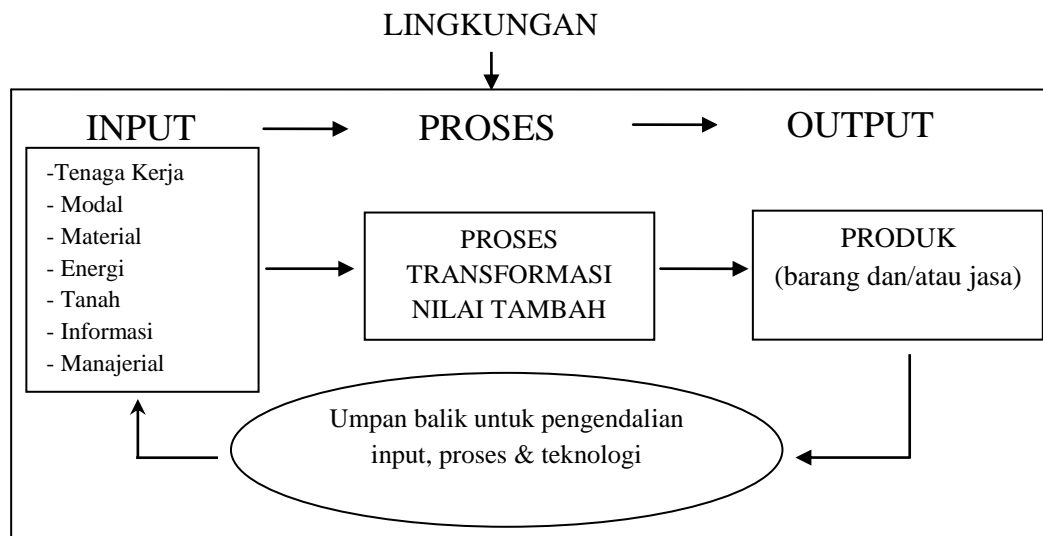 LINGKUNGAN
INPUT
PROSES
OUTPUT
-Tenaga Kerja
- Modal
- Material
- Energi
- Tanah
- Informasi
- Manajerial
PROSES
TRANSFORMASI
NILAI TAMBAH
PRODUK
(barang dan/atau jasa)
Umpan balik untuk pengendalian
input, proses & teknologi